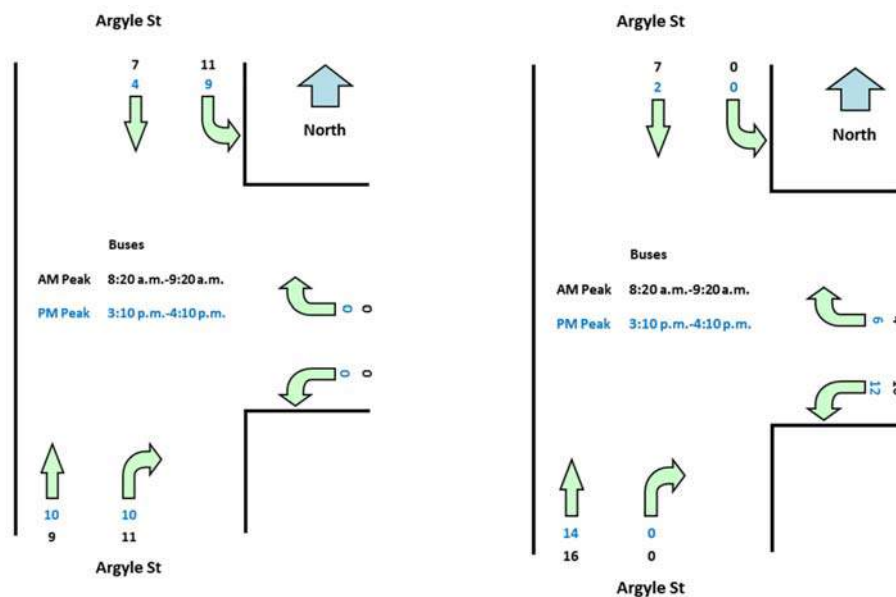 Argyle St
7 11
4 9
North
Buses
AM Peak 8:20 a.m.-9:20 a.m.
PM Peak 3:10 p.m.-4:10 p.m.
0 0
0 0
10 10
9 11
Argyle St
Argyle St
7 0
2 0
North
Buses
AM Peak 8:20 a.m.-9:20 a.m.
PM Peak 3:10 p.m.-4:10 p.m.
6
12
14 0
16 0
Argyle St